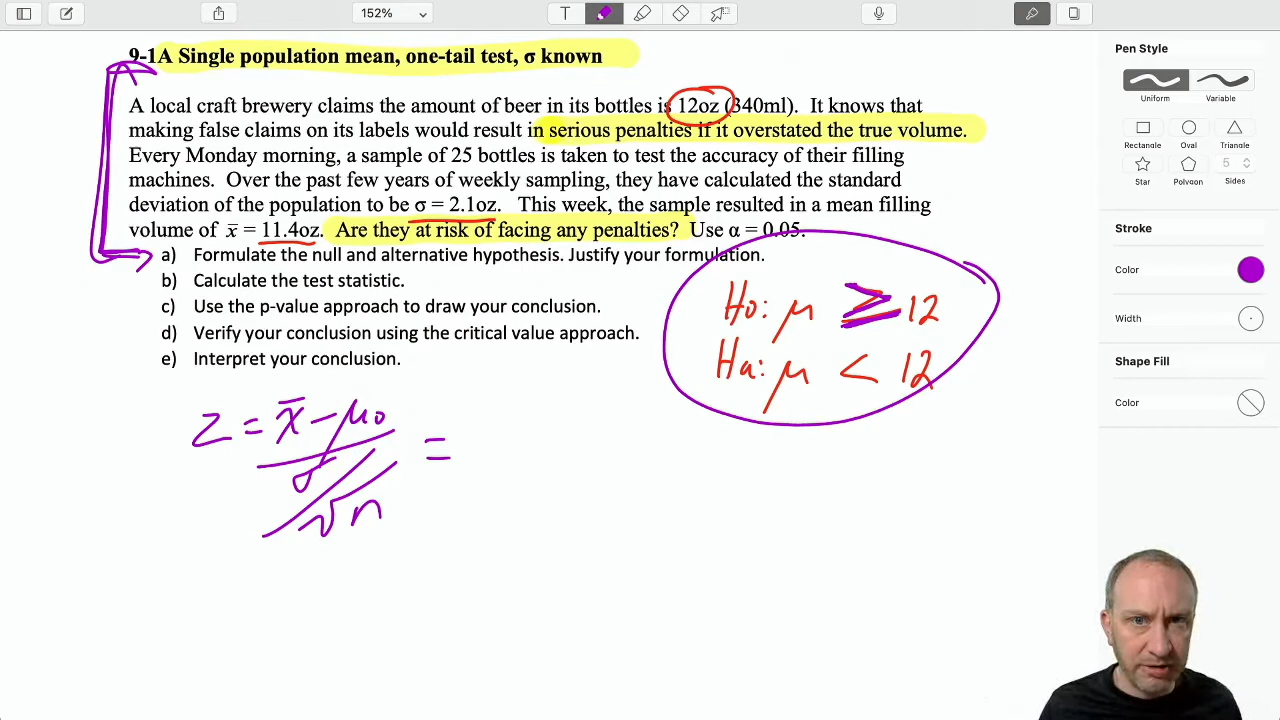 152%
T
9-1A Single population mean, one-tail test, σ known
A local craft brewery claims the amount of beer in its bottles is 12oz (340ml). It knows that
making false claims on its labels would result in serious penalties if it overstated the true volume.
Every Monday morning, a sample of 25 bottles is taken to test the accuracy of their filling
machines. Over the past few years of weekly sampling, they have calculated the standard
deviation of the population to be σ = 2.1oz. This week, the sample resulted in a mean filling
volume of x̄ = 11.4oz. Are they at risk of facing any penalties? Use α = 0.05.
a) Formulate the null and alternative hypothesis. Justify your formulation.
b) Calculate the test statistic.
c) Use the p-value approach to draw your conclusion.
d) Verify your conclusion using the critical value approach.
e) Interpret your conclusion.
Ho: μ ≥ 12
Ha: μ < 12
z = x̄ - μ0 =
σ
√n
Pen Style
Uniform Variable
Rectangle Oval Triangle
5
Star Polygon Sides
Stroke
Color
Width
Shape Fill
Color